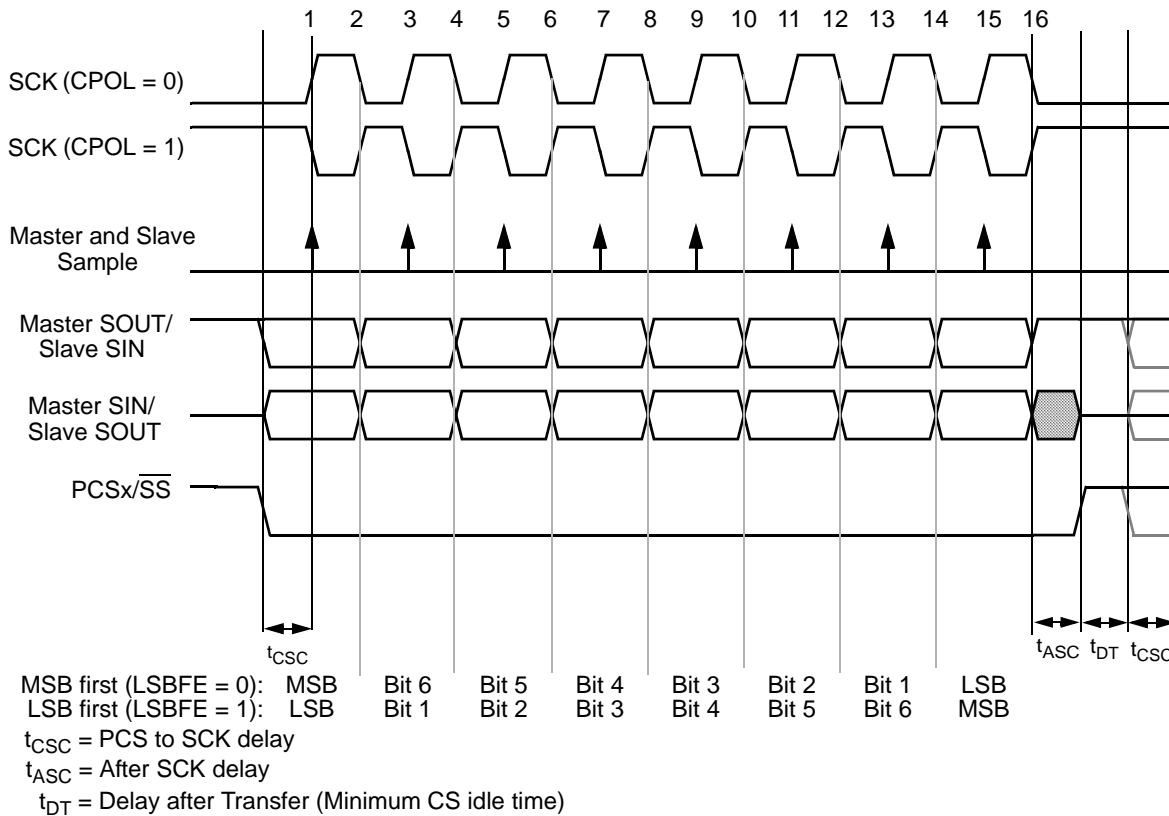 1 2 3 4 5 6 7 8 9 10 11 12 13 14 15 16
SCK (CPOL = 0)
SCK (CPOL = 1)
Master and Slave
Sample
Master SOUT/
Slave SIN
Master SIN/
Slave SOUT
PCSx/SS
tCSC
tASC tDT tCSC
MSB first (LSBFE = 0): MSB Bit 6 Bit 5 Bit 4 Bit 3 Bit 2 Bit 1 LSB
LSB first (LSBFE = 1): LSB Bit 1 Bit 2 Bit 3 Bit 4 Bit 5 Bit 6 MSB
tCSC = PCS to SCK delay
tASC = After SCK delay
tDT = Delay after Transfer (Minimum CS idle time)